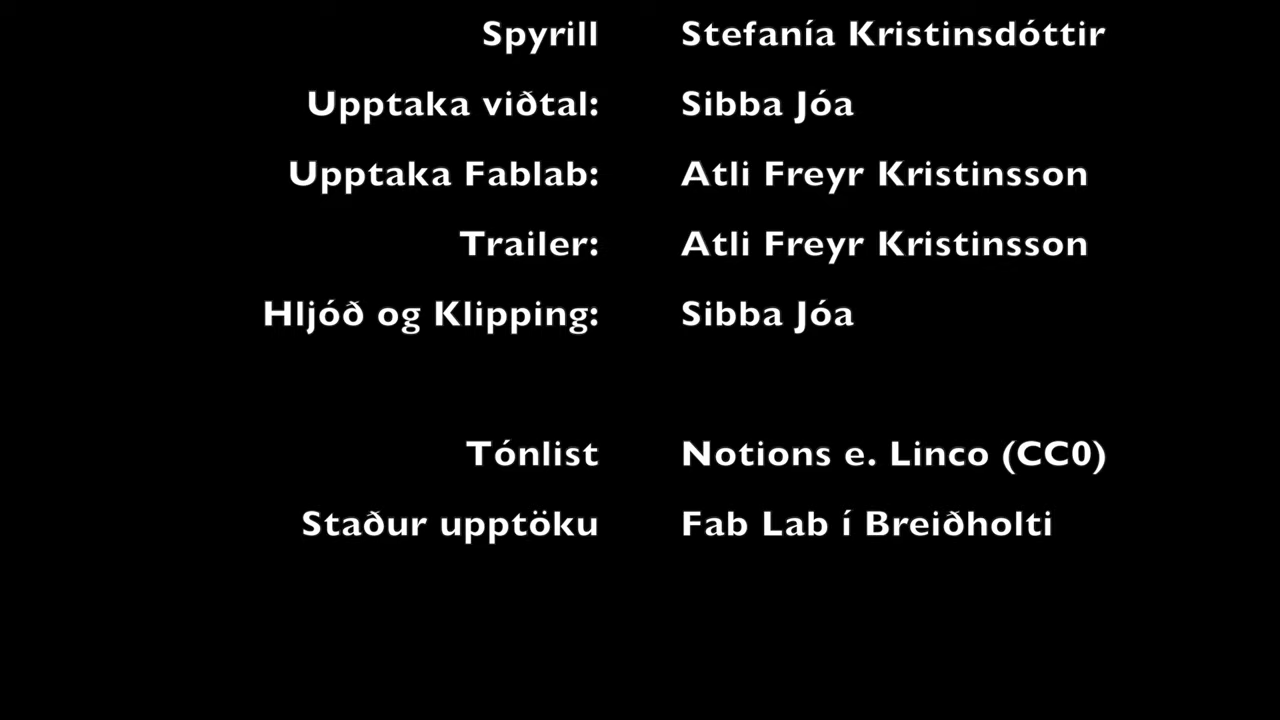 Spyrill Stefanía Kristinsdóttir
Upptaka viðtal: Sibba Jóa
Upptaka Fablab: Atli Freyr Kristinsson
Trailer: Atli Freyr Kristinsson
Hljóð og Klipping: Sibba Jóa
Tónlist Notions e. Linco (CC0)
Staður upptöku Fab Lab í Breiðholti